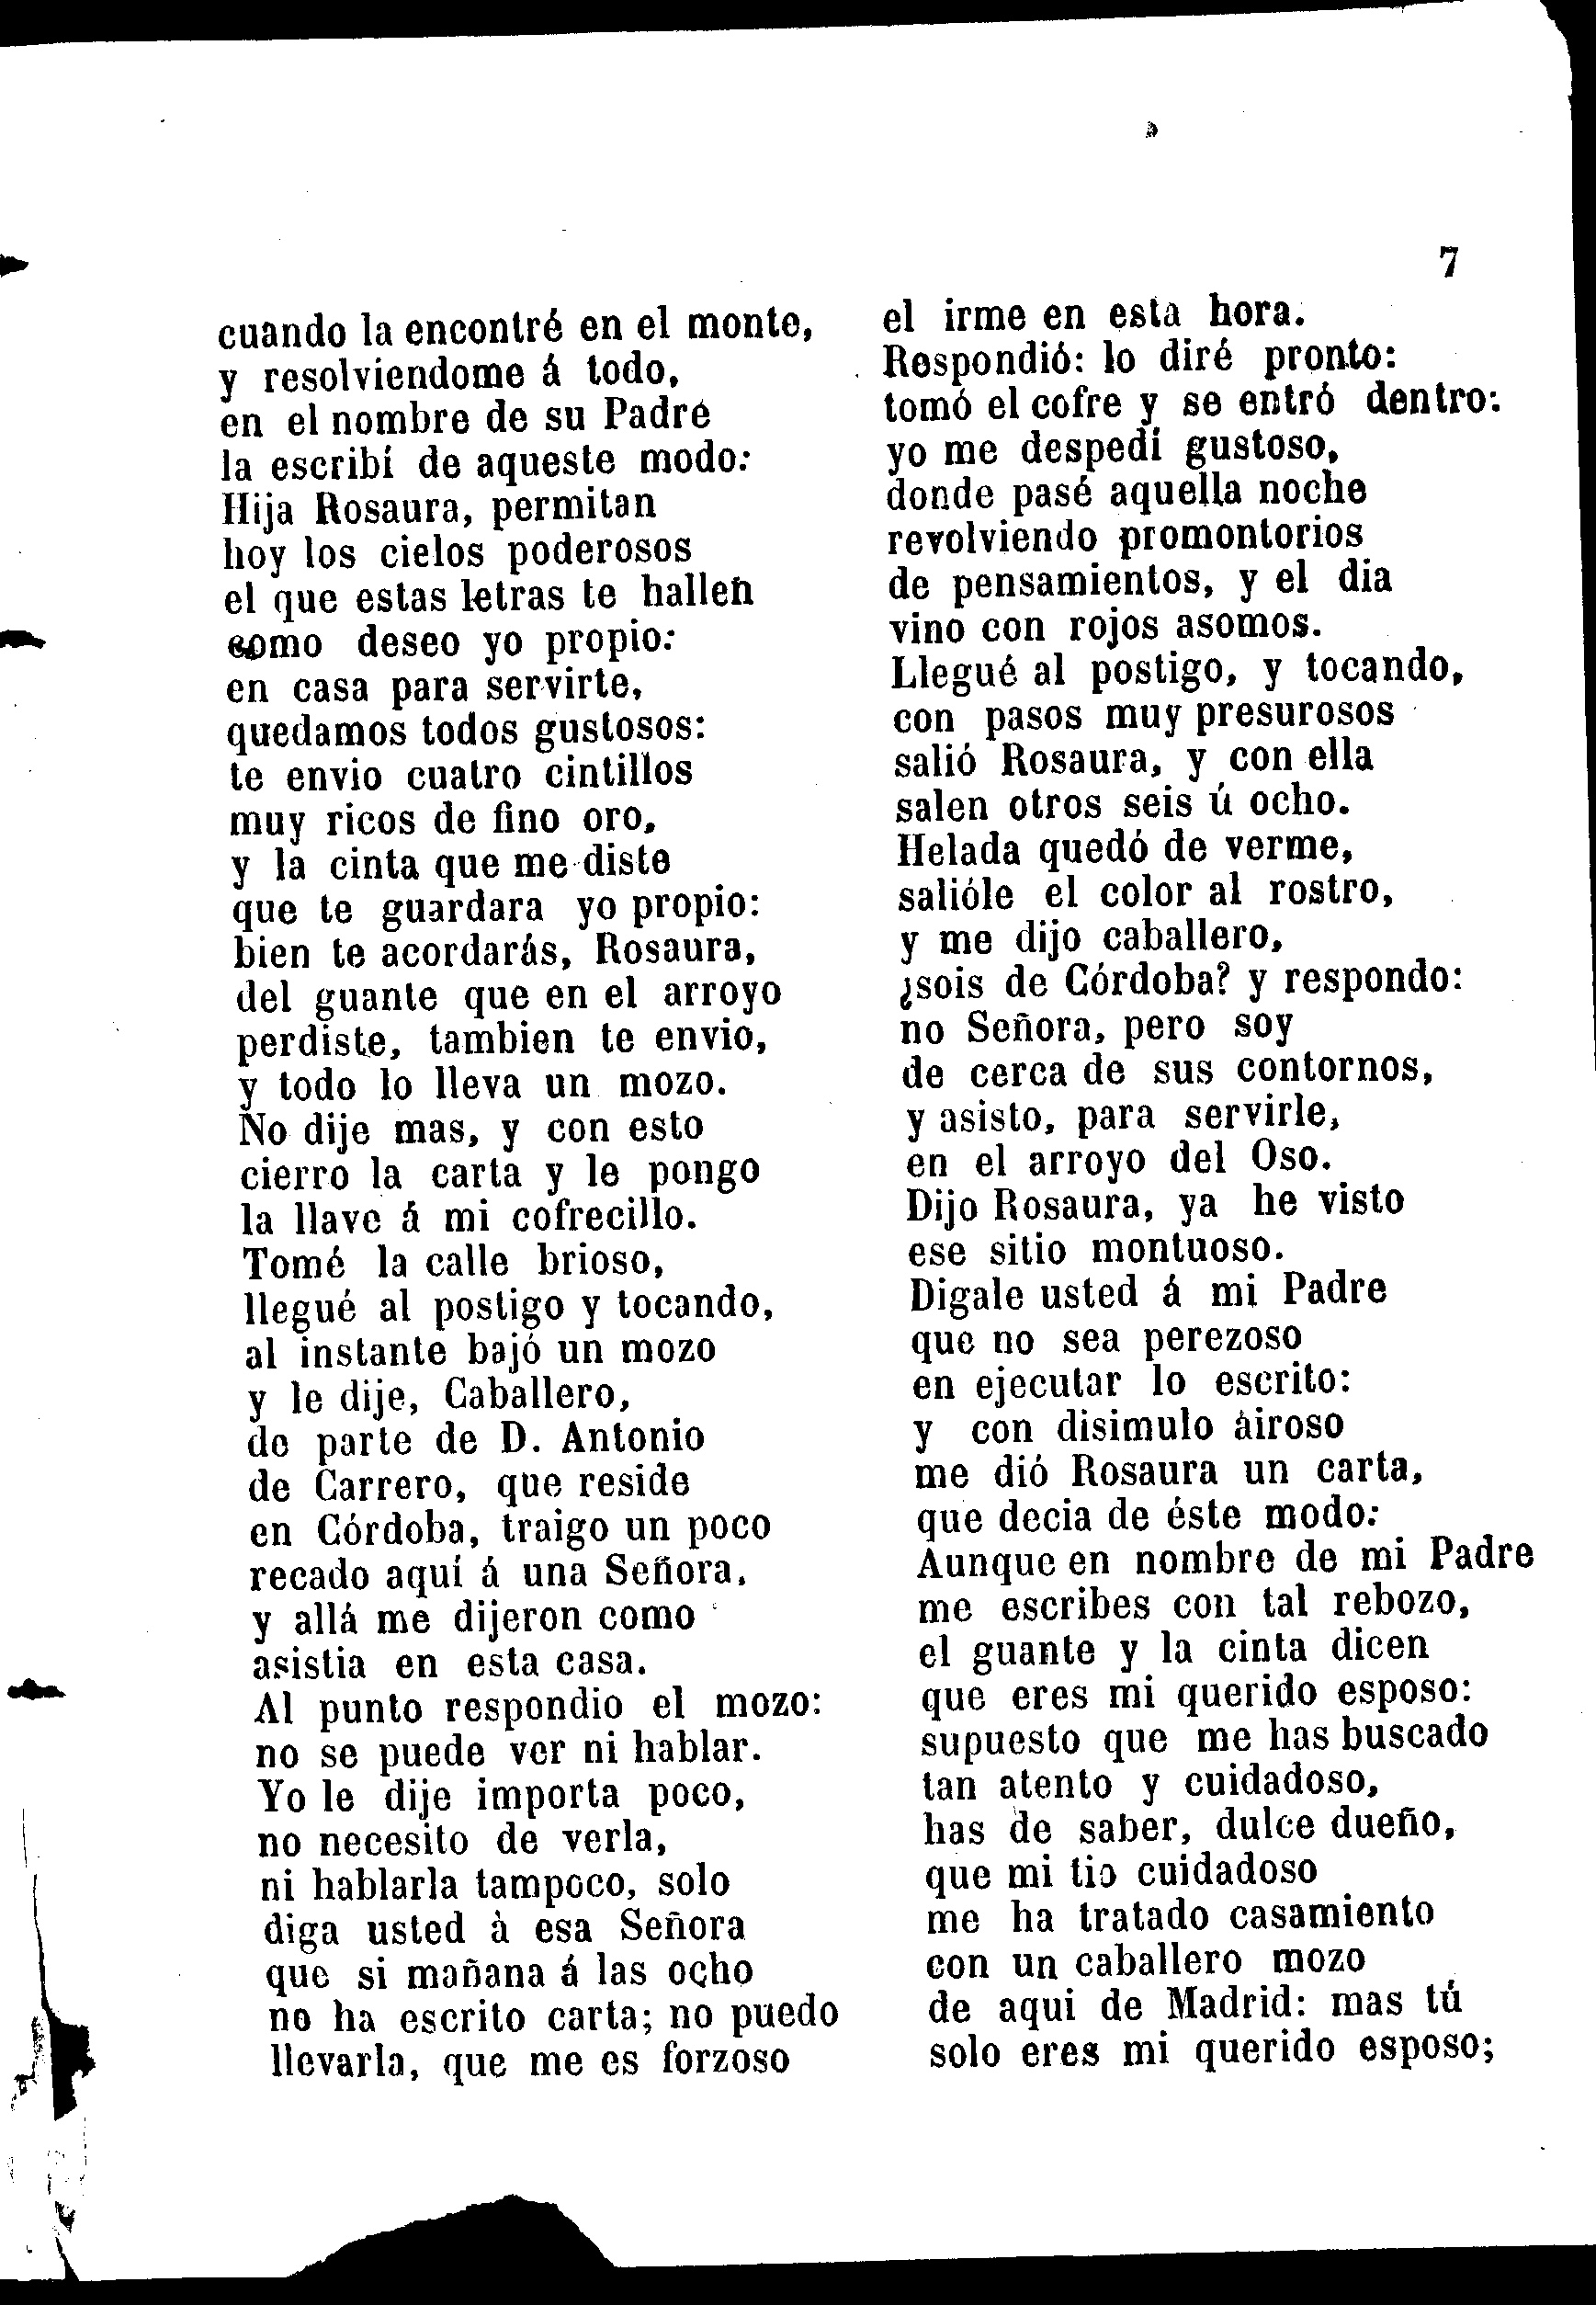 7
cuando la encontré en el monte,
y resolviendome á todo,
en el nombre de su Padre
la escribí de aqueste modo:
Hija Rosaura, permitan
hoy los cielos poderosos
el que estas letras te hallen
como deseo yo propio:
en casa para servirte,
quedamos todos gustosos:
te envio cuatro cintillos
muy ricos de fino oro,
y la cinta que me diste
que te guardara yo propio:
bien te acordarás, Rosaura,
del guante que en el arroyo
perdiste, tambien te envio,
y todo lo lleva un mozo.
No dije mas, y con esto
cierro la carta y le pongo
la llave á mi cofrecillo.
Tomé la calle brioso,
llegué al postigo y tocando,
al instante bajó un mozo
y le dije, Caballero,
de parte de D. Antonio
de Carrero, que reside
en Córdoba, traigo un poco
recado aquí á una Señora,
y allá me dijeron como
asistia en esta casa.
Al punto respondio el mozo:
no se puede ver ni hablar.
Yo le dije importa poco,
no necesito de verla,
ni hablarla tampoco, solo
diga usted à esa Señora
que si mañana á las ocho
no ha escrito carta; no puedo
llevarla, que me es forzoso
el irme en esta hora.
Respondió: lo diré pronto:
tomó el cofre y se entró dentro:
yo me despedí gustoso,
donde pasé aquella noche
revolviendo promontorios
de pensamientos, y el dia
vino con rojos asomos.
Llegué al postigo, y tocando,
con pasos muy presurosos
salió Rosaura, y con ella
salen otros seis ú ocho.
Helada quedó de verme,
salióle el color al rostro,
y me dijo caballero,
¿sois de Córdoba? y respondo:
no Señora, pero soy
de cerca de sus contornos,
y asisto, para servirle,
en el arroyo del Oso.
Dijo Rosaura, ya he visto
ese sitio montuoso.
Digale usted á mi Padre
que no sea perezoso
en ejecutar lo escrito:
y con disimulo àiroso
me dió Rosaura un carta,
que decia de éste modo:
Aunque en nombre de mi Padre
me escribes con tal rebozo,
el guante y la cinta dicen
que eres mi querido esposo:
supuesto que me has buscado
tan atento y cuidadoso,
has de saber, dulce dueño,
que mi tio cuidadoso
me ha tratado casamiento
con un caballero mozo
de aqui de Madrid: mas tú
solo eres mi querido esposo;